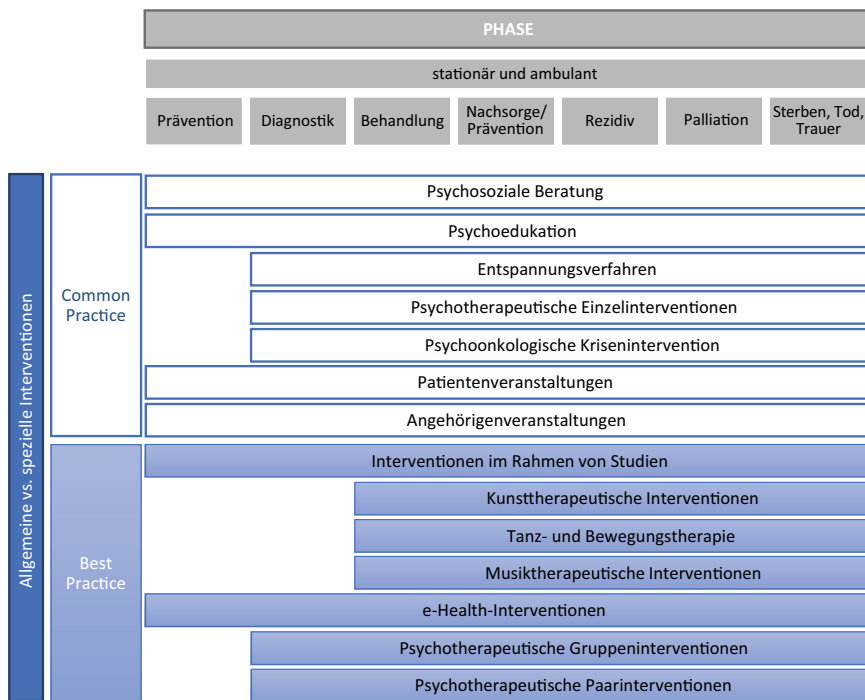 PHASE
stationär und ambulant
Prävention
Diagnostik
Behandlung
Nachsorge/
Prävention
Rezidiv
Palliation
Sterben, Tod,
Trauer
Allgemeine vs. spezielle Interventionen
Common
Practice
Psychosoziale Beratung
Psychoedukation
Entspannungsverfahren
Psychotherapeutische Einzelinterventionen
Psychoonkologische Krisenintervention
Patientenveranstaltungen
Angehörigenveranstaltungen
Best
Practice
Interventionen im Rahmen von Studien
Kunsttherapeutische Interventionen
Tanz- und Bewegungstherapie
Musiktherapeutische Interventionen
e-Health-Interventionen
Psychotherapeutische Gruppeninterventionen
Psychotherapeutische Paarinterventionen